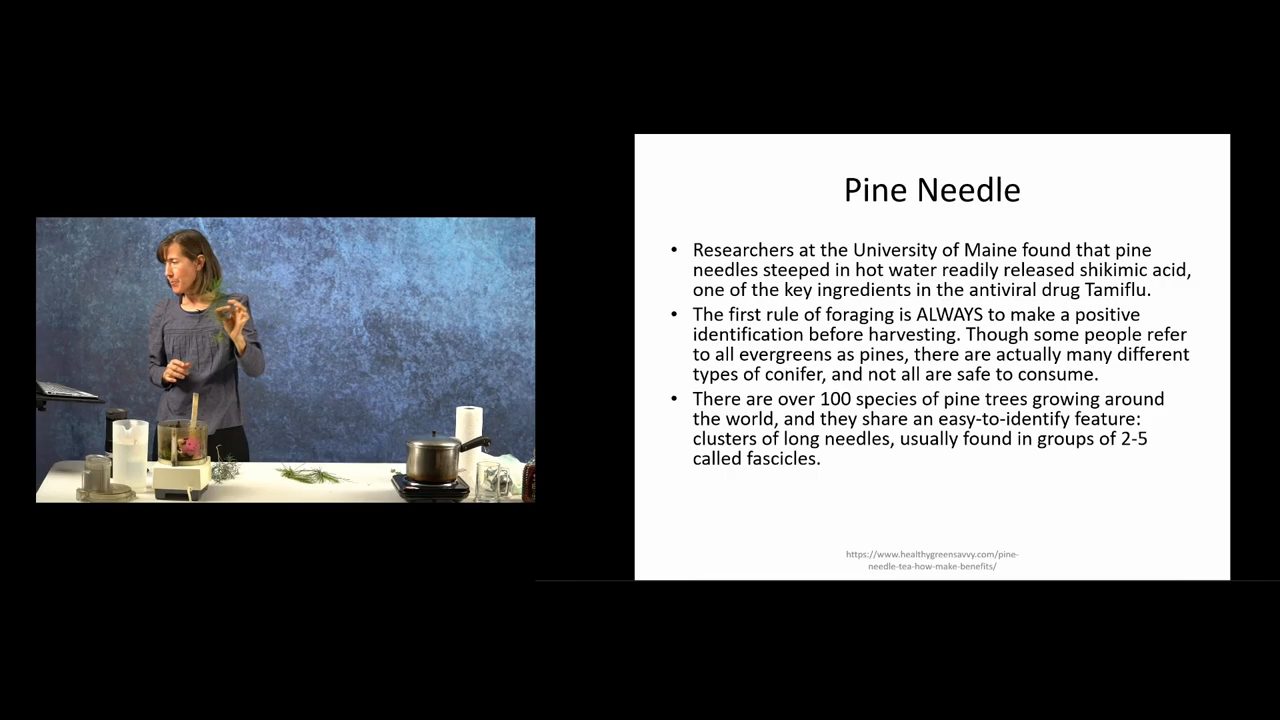 Pine Needle
• Researchers at the University of Maine found that pine
needles steeped in hot water readily released shikimic acid,
one of the key ingredients in the antiviral drug Tamiflu.
• The first rule of foraging is ALWAYS to make a positive
identification before harvesting. Though some people refer
to all evergreens as pines, there are actually many different
types of conifer, and not all are safe to consume.
• There are over 100 species of pine trees growing around
the world, and they share an easy-to-identify feature:
clusters of long needles, usually found in groups of 2-5
called fascicles.
https://www.healthygreensavvy.com/pine-
needle-tea-how-make-benefits/